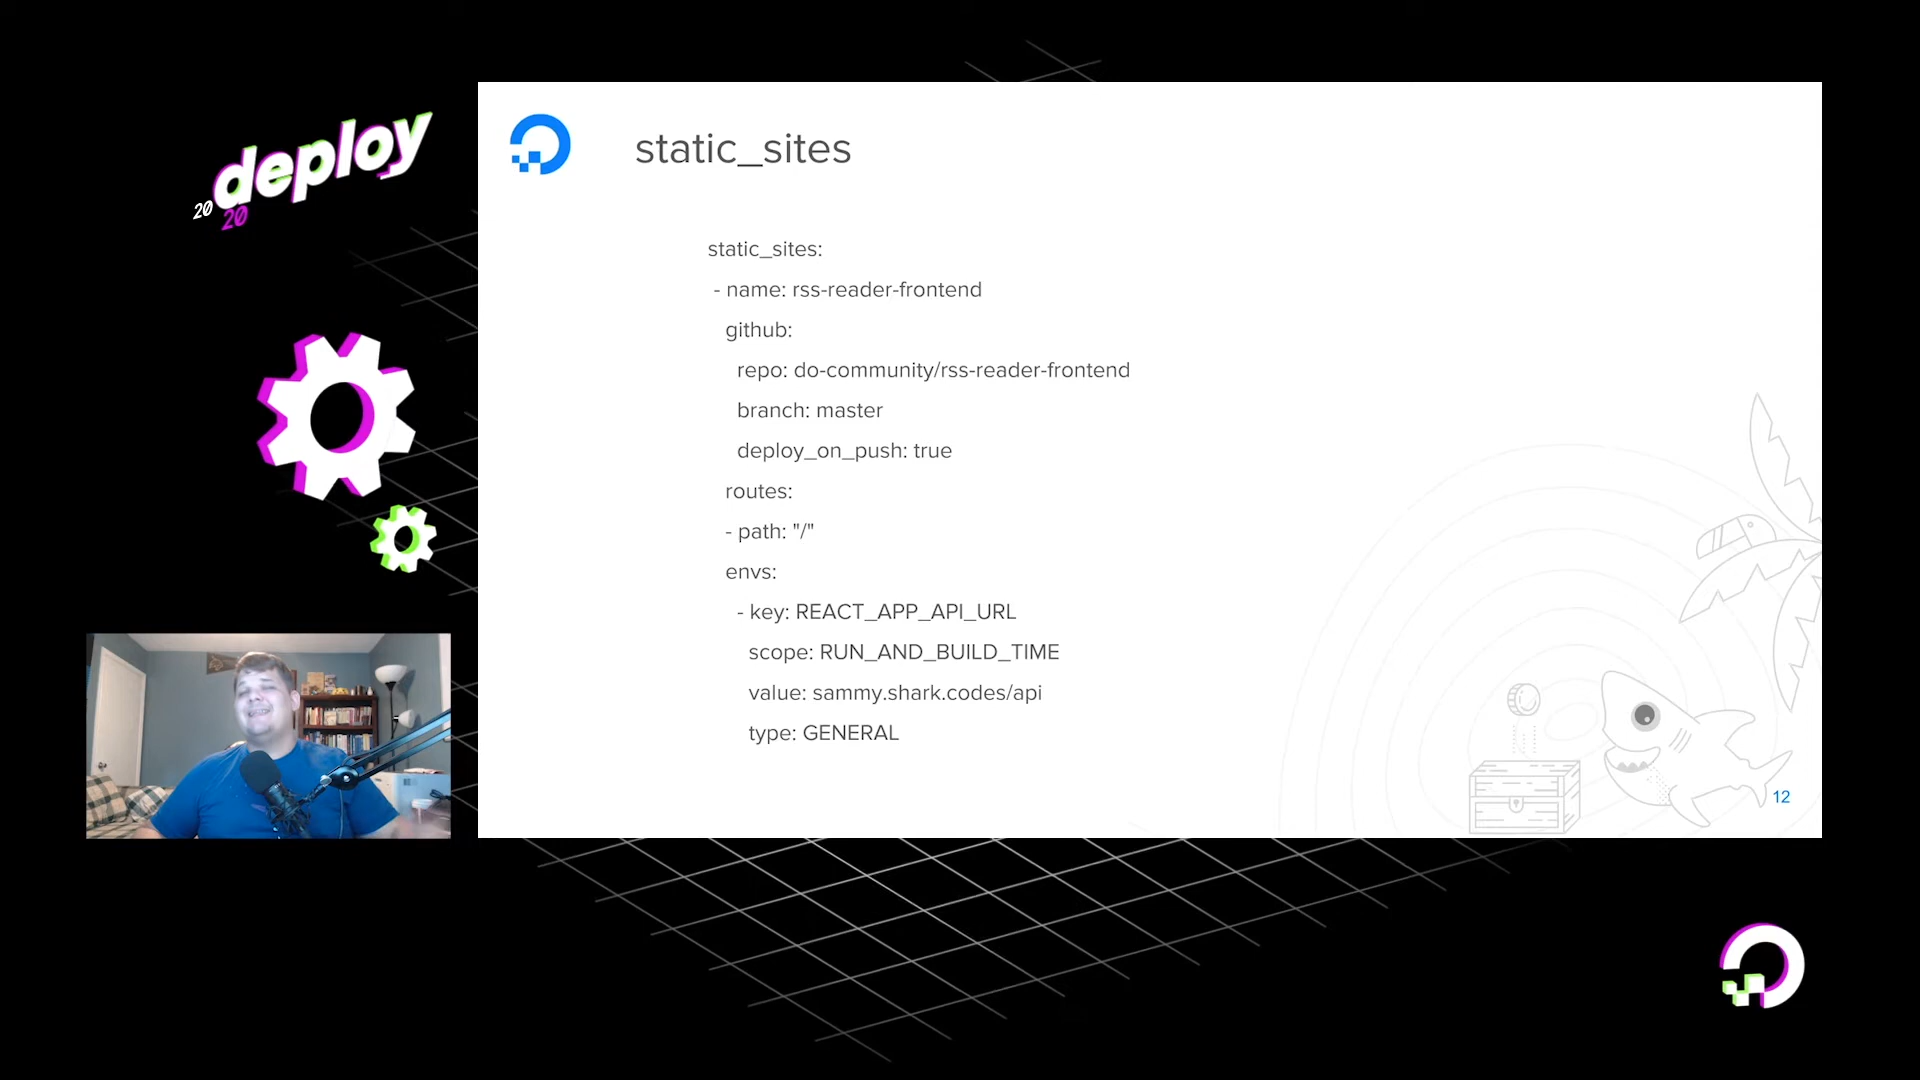 deploy
20
20
static_sites
static_sites:
- name: rss-reader-frontend
github:
repo: do-community/rss-reader-frontend
branch: master
deploy_on_push: true
routes:
- path: "/"
envs:
- key: REACT_APP_API_URL
scope: RUN_AND_BUILD_TIME
value: sammy.shark.codes/api
type: GENERAL
12